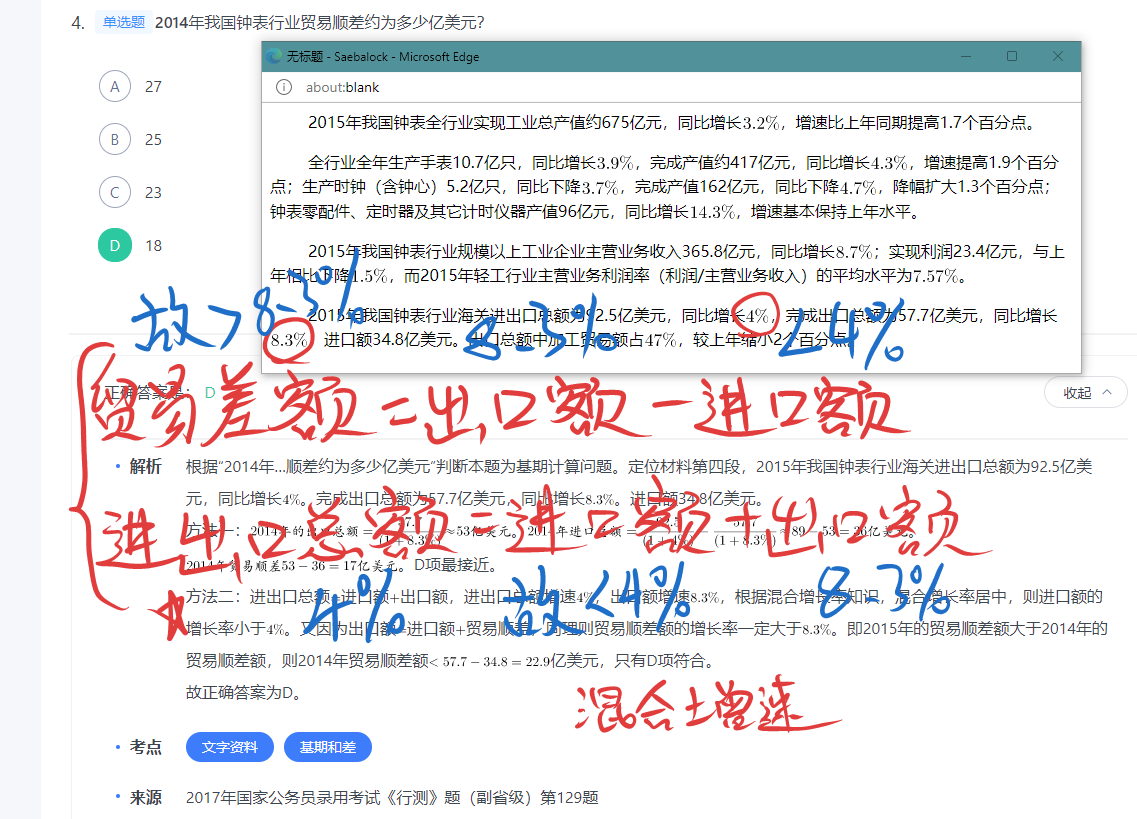 4. 单选题 2014年我国钟表行业贸易顺差约为多少亿美元?
A 27
B 25
C 23
D 18
无标题 - Saebalock - Microsoft Edge
about:blank
2015年我国钟表全行业实现工业总产值约675亿元，同比增长3.2%，增速比上年同期提高1.7个百分点。
全行业全年生产手表10.7亿只，同比增长3.9%，完成产值约417亿元，同比增长4.3%，增速提高1.9个百分
点；生产时钟（含钟心）5.2亿只，同比下降3.7%，完成产值162亿元，同比下降4.7%，降幅扩大1.3个百分点；
钟表零配件、定时器及其它计时仪器产值96亿元，同比增长14.3%，增速基本保持上年水平。
2015年我国钟表行业规模以上工业企业主营业务收入365.8亿元，同比增长8.7%；实现利润23.4亿元，与上
年相比下降1.5%，而2015年轻工行业主营业务利润率（利润/主营业务收入）的平均水平为7.57%。
2015年我国钟表行业海关进出口总额为92.5亿美元，同比增长4%，完成出口总额为57.7亿美元，同比增长
8.3%，进口额34.8亿美元。出口总额中加工贸易额占47%，较上年缩小2个百分点。
故>8.3% 8.3% 24%
正确答案是： D
收起
贸易差额=出口额-进口额
解析 根据“2014年...顺差约为多少亿美元”判断本题为基期计算问题。定位材料第四段，2015年我国钟表行业海关进出口总额为92.5亿美
元，同比增长4%。完成出口总额为57.7亿美元，同比增长8.3%。进口额34.8亿美元。
进出口总额=进口额+出口额
方法一：2014年的出口总额= (1+8.3%) ≈53亿美元。2014年进口总额= (1+4%) − (1+8.3%) 89 53=36亿美元。
2014年贸易顺差53−36=17亿美元。D项最接近。
4% 故<4% 8.3%
方法二：进出口总额=进口额+出口额，进出口总额增速4%，出口额增速8.3%，根据混合增长率知识，混合增长率居中，则进口额的
增长率小于4%。又因为出口额=进口额+贸易顺差，同理则贸易顺差额的增长率一定大于8.3%。即2015年的贸易顺差额大于2014年的
贸易顺差额，则2014年贸易顺差额<57.7−34.8=22.9亿美元，只有D项符合。
故正确答案为D。
混合增速
考点 文字资料 基期和差
来源 2017年国家公务员录用考试《行测》题（副省级）第129题